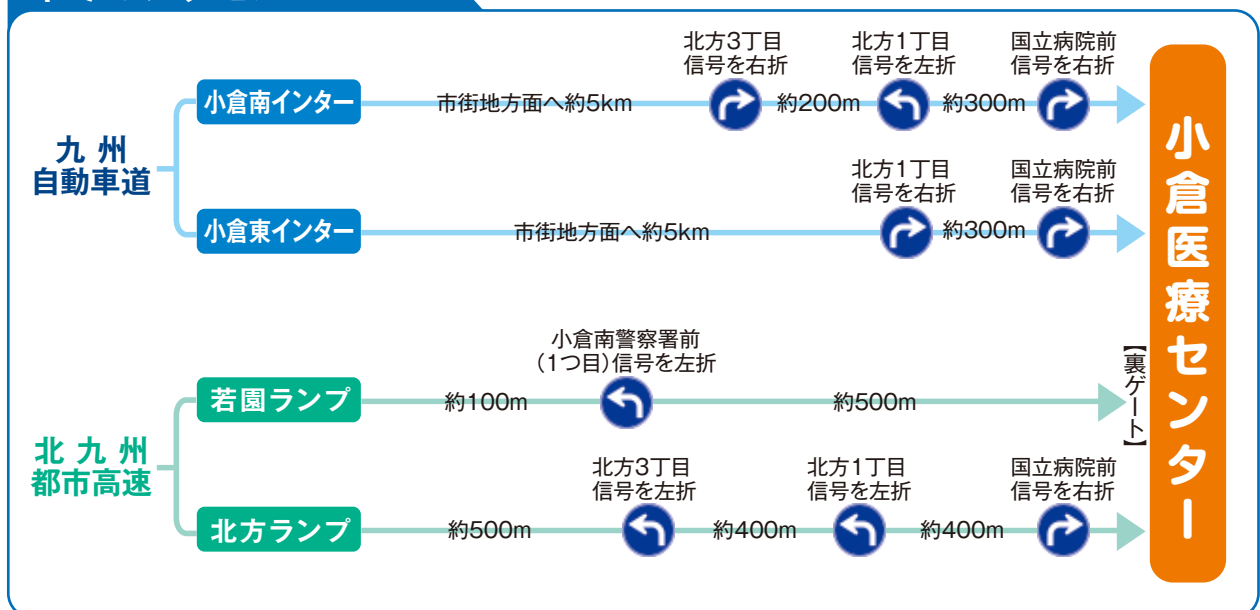 北方3丁目
信号を右折
北方1丁目
信号を左折
国立病院前
信号を右折
九州
自動車道
小倉南インター
市街地方面へ約5km
約200m
約300m
北方1丁目
信号を右折
国立病院前
信号を右折
小倉東インター
市街地方面へ約5km
約300m
小倉南警察署前
(1つ目)信号を左折
北九州
都市高速
若園ランプ
約100m
約500m
【裏ゲート】
北方3丁目
信号を左折
北方1丁目
信号を左折
国立病院前
信号を右折
北方ランプ
約500m
約400m
約400m
小倉医療センター